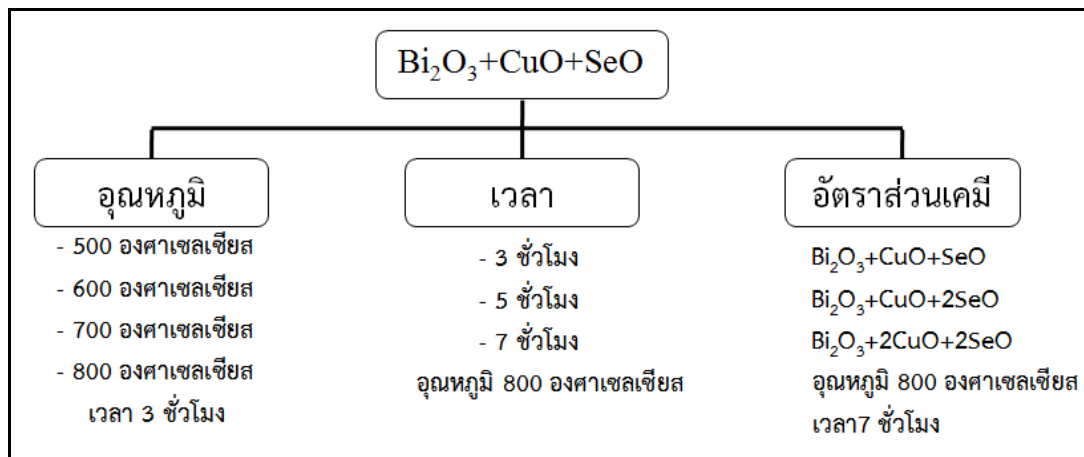 Bi₂O₃+CuO+SeO
อุณหภูมิ
- 500 องศาเซลเซียส
- 600 องศาเซลเซียส
- 700 องศาเซลเซียส
- 800 องศาเซลเซียส
เวลา 3 ชั่วโมง
เวลา
- 3 ชั่วโมง
- 5 ชั่วโมง
- 7 ชั่วโมง
อุณหภูมิ 800 องศาเซลเซียส
อัตราส่วนเคมี
Bi₂O₃+CuO+SeO
Bi₂O₃+CuO+2SeO
Bi₂O₃+2CuO+2SeO
อุณหภูมิ 800 องศาเซลเซียส
เวลา7 ชั่วโมง